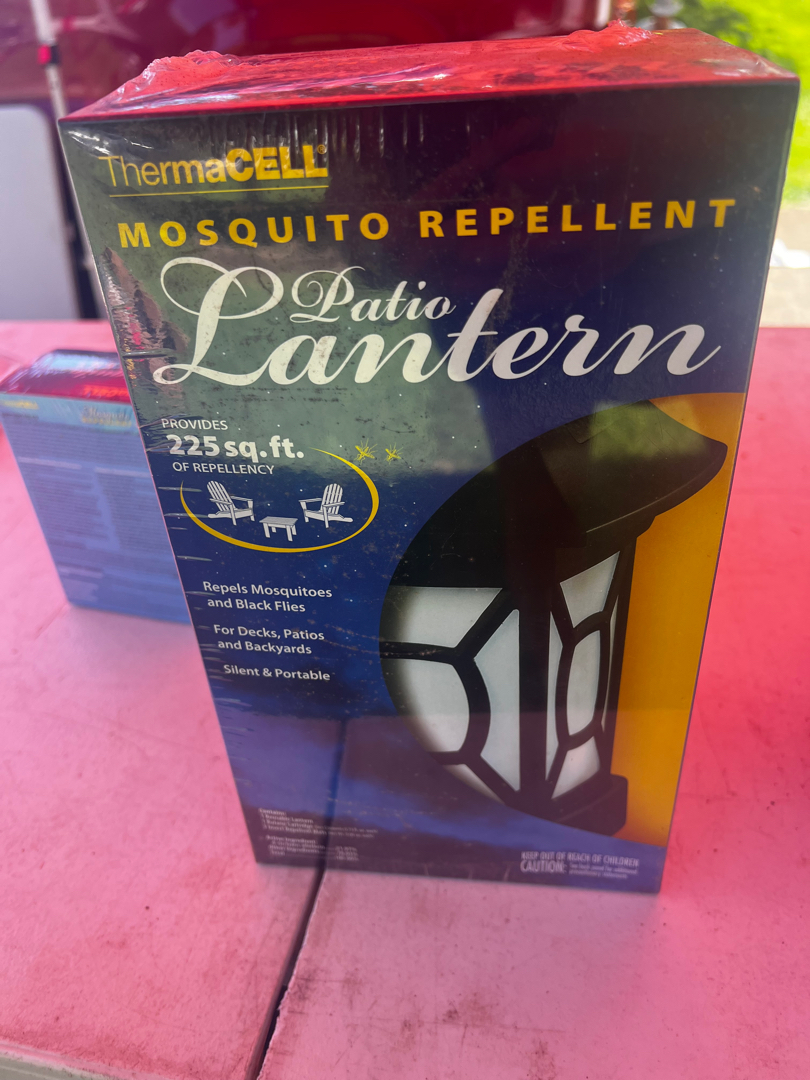 ThermaCELL®
MOSQUITO REPELLENT
Patio
Lantern
PROVIDES
225 sq. ft.
OF REPELLENCY
Repels Mosquitoes
and Black Flies
For Decks, Patios
and Backyards
Silent & Portable
Contains:
KEEP OUT OF REACH OF CHILDREN
CAUTION: